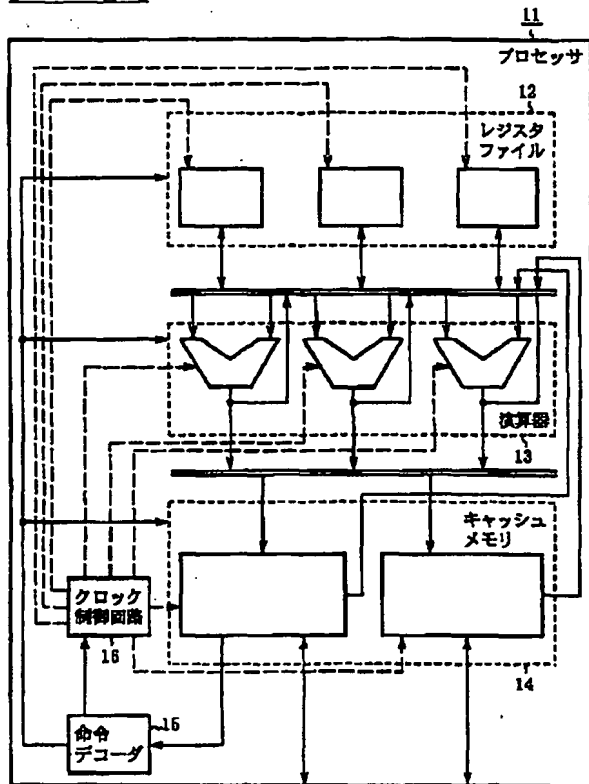 11
プロセッサ
12
レジスタ
ファイル
演算器
13
キャッシュ
メモリ
クロック
制御回路
16
14
命令
デコーダ
15